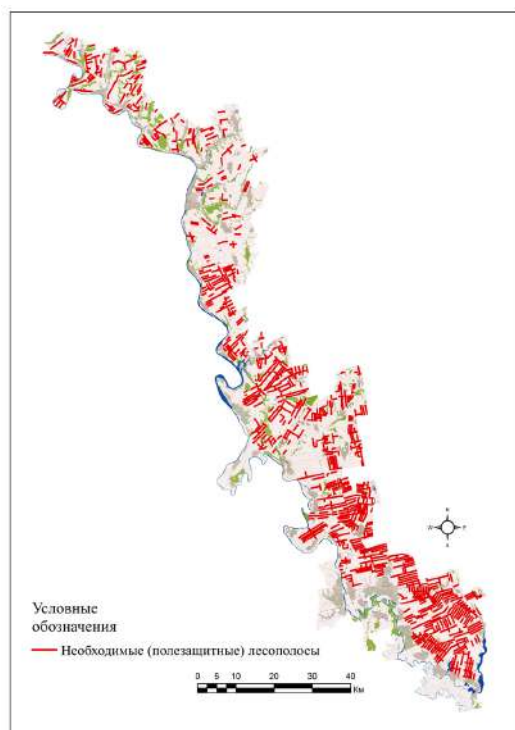 N
W E
S
Условные
обозначения
Необходимые (полезащитные) лесополосы
0 5 10 20 30 40
Км